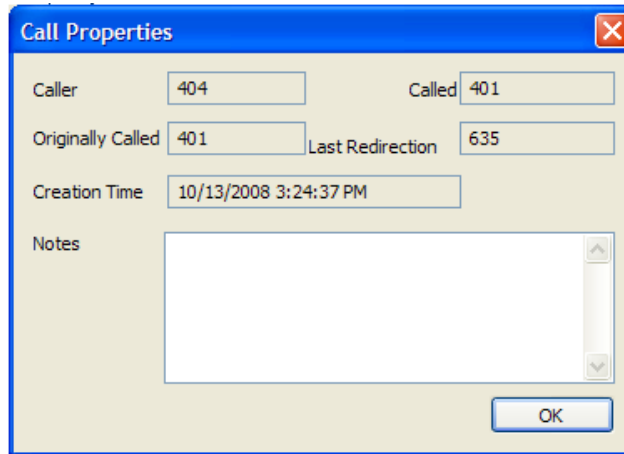 Call Properties
Caller 404 Called 401
Originally Called 401 Last Redirection 635
Creation Time 10/13/2008 3:24:37 PM
Notes
OK